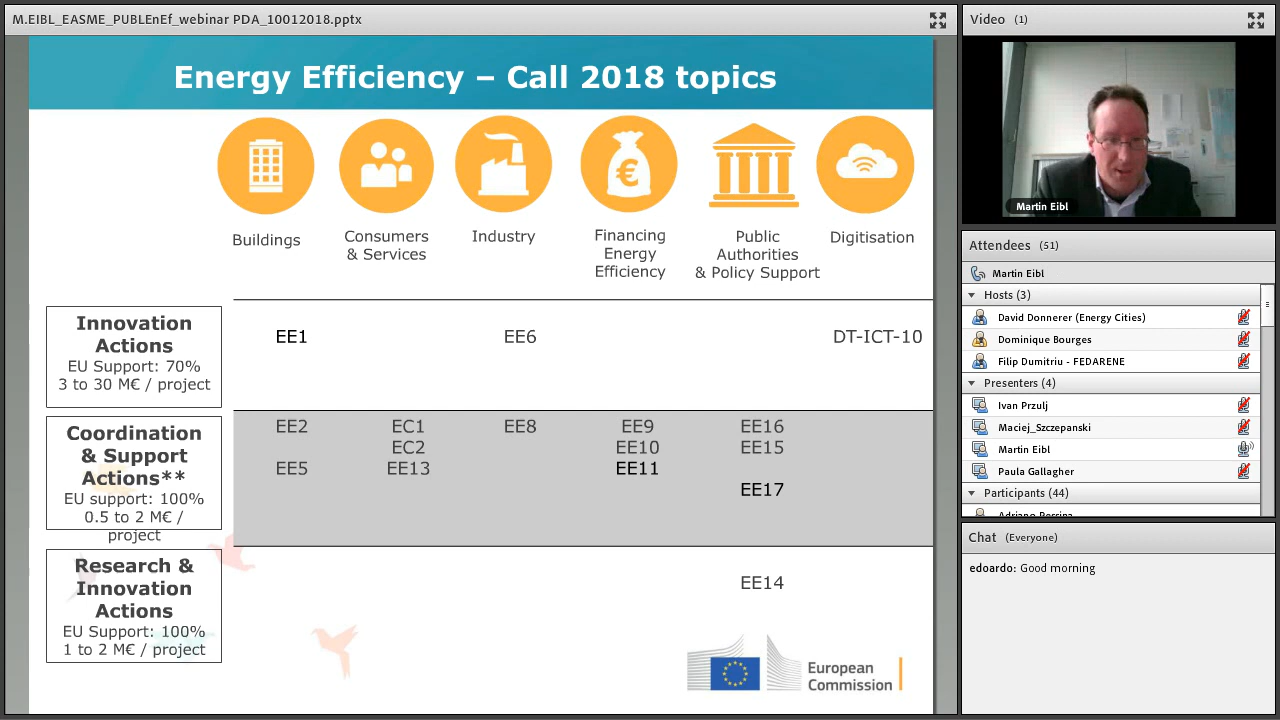 M.EIBL_EASME_PUBLEnEf_webinar PDA_10012018.pptx
Energy Efficiency – Call 2018 topics
Buildings
Consumers
& Services
Industry
Financing
Energy
Efficiency
Public
Authorities
& Policy Support
Digitisation
Innovation
Actions
EU Support: 70%
3 to 30 M€ / project
EE1
EE6
DT-ICT-10
Coordination
& Support
Actions**
EU support: 100%
0.5 to 2 M€ /
project
EE2 EC1 EE8 EE9 EE16
EC2 EE10 EE15
EE5 EE13 EE11
EE17
Research &
Innovation
Actions
EU Support: 100%
1 to 2 M€ / project
EE14
European
Commission
Video (1)
Martin Eibl
Attendees (51)
Martin Eibl
Hosts (3)
David Donnerer (Energy Cities)
Dominique Bourges
Filip Dumitriu - FEDARENE
Presenters (4)
Ivan Przulj
Maciej_Szczepanski
Martin Eibl
Paula Gallagher
Participants (44)
Chat (Everyone)
edoardo: Good morning